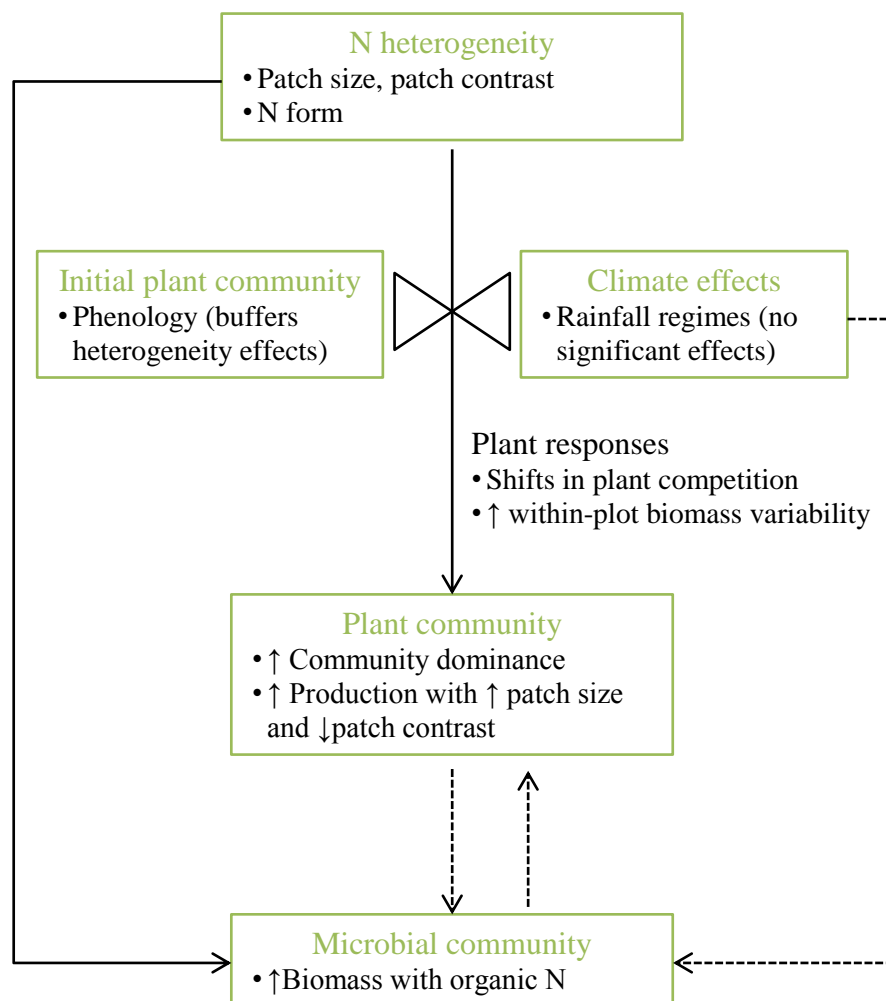 N heterogeneity
• Patch size, patch contrast
• N form
Initial plant community
• Phenology (buffers
heterogeneity effects)
Climate effects
• Rainfall regimes (no
significant effects)
Plant responses
• Shifts in plant competition
• ↑ within-plot biomass variability
Plant community
• ↑ Community dominance
• ↑ Production with ↑ patch size
and ↓patch contrast
Microbial community
• ↑Biomass with organic N